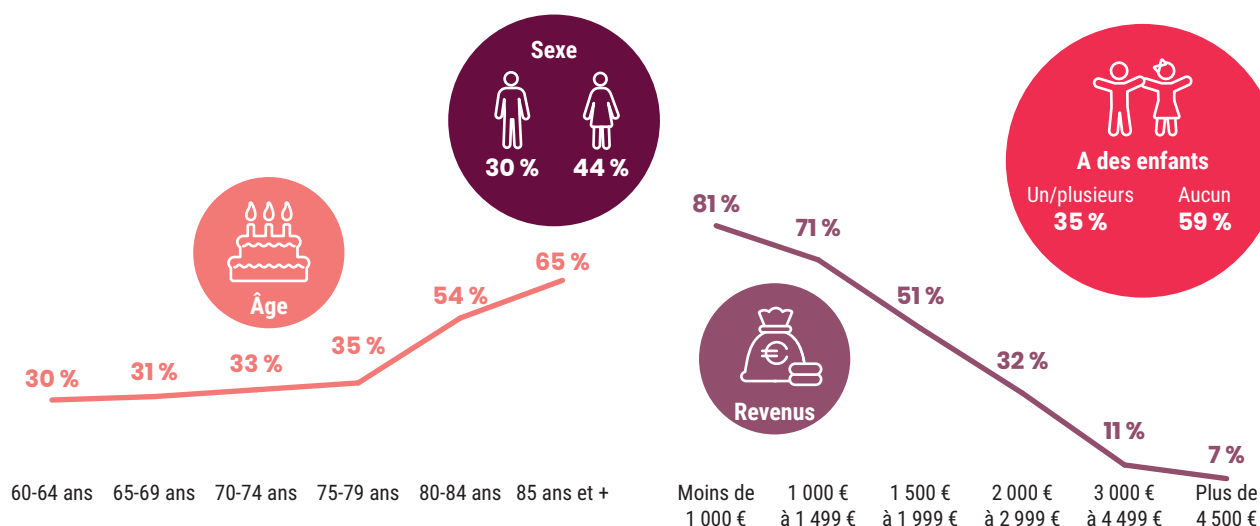 Sexe
30 % 44 %
A des enfants
Un/plusieurs Aucun
35 % 59 %
Âge
30 % 31 % 33 % 35 % 54 % 65 %
60-64 ans 65-69 ans 70-74 ans 75-79 ans 80-84 ans 85 ans et +
Revenus
81 % 71 % 51 % 32 % 11 % 7 %
Moins de 1 000 € 1 500 € 2 000 € 3 000 € Plus de
1 000 € à 1 499 € à 1 999 € à 2 999 € à 4 499 € 4 500 €